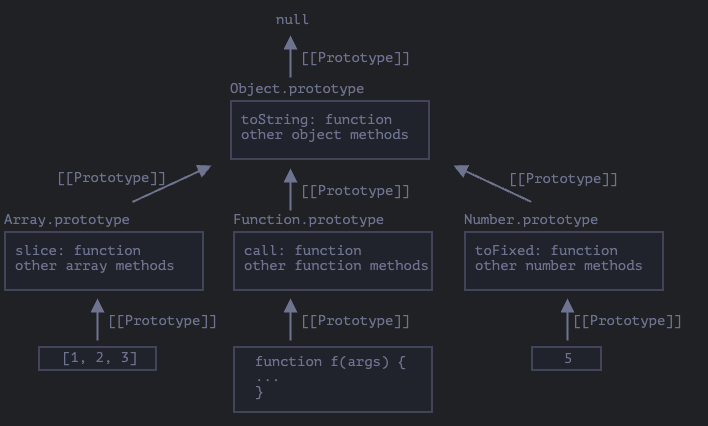 null
[[Prototype]]
Object.prototype
toString: function
other object methods
[[Prototype]]
[[Prototype]]
[[Prototype]]
Array.prototype
Function.prototype
Number.prototype
slice: function
other array methods
call: function
other function methods
toFixed: function
other number methods
[[Prototype]]
[[Prototype]]
[[Prototype]]
[1, 2, 3]
function f(args) {
...
}
5